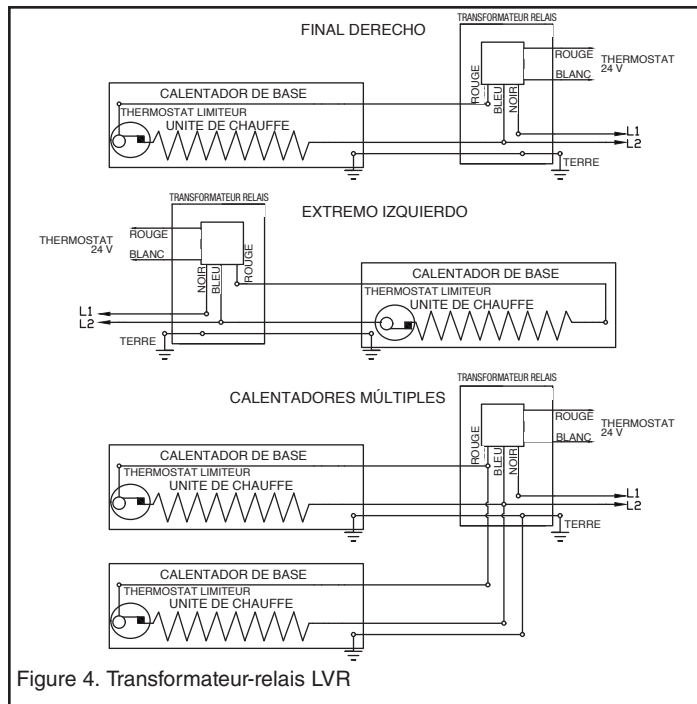 FINAL DERECHO
TRANSFORMATEUR RELAIS
ROUGE
BLANC
THERMOSTAT
24 V
ROUGE
BLEU
NOIR
CALENTADOR DE BASE
THERMOSTAT LIMITEUR
UNITE DE CHAUFFE
L1
L2
TERRE
EXTREMO IZQUIERDO
TRANSFORMATEUR RELAIS
THERMOSTAT
24 V
ROUGE
BLANC
NOIR
BLEU
ROUGE
CALENTADOR DE BASE
THERMOSTAT LIMITEUR
UNITE DE CHAUFFE
L1
L2
TERRE
CALENTADORES MÚLTIPLES
TRANSFORMATEUR RELAIS
ROUGE
BLANC
THERMOSTAT
24 V
ROUGE
BLEU
NOIR
CALENTADOR DE BASE
THERMOSTAT LIMITEUR
UNITE DE CHAUFFE
L1
L2
TERRE
CALENTADOR DE BASE
THERMOSTAT LIMITEUR
UNITE DE CHAUFFE
Figure 4. Transformateur-relais LVR